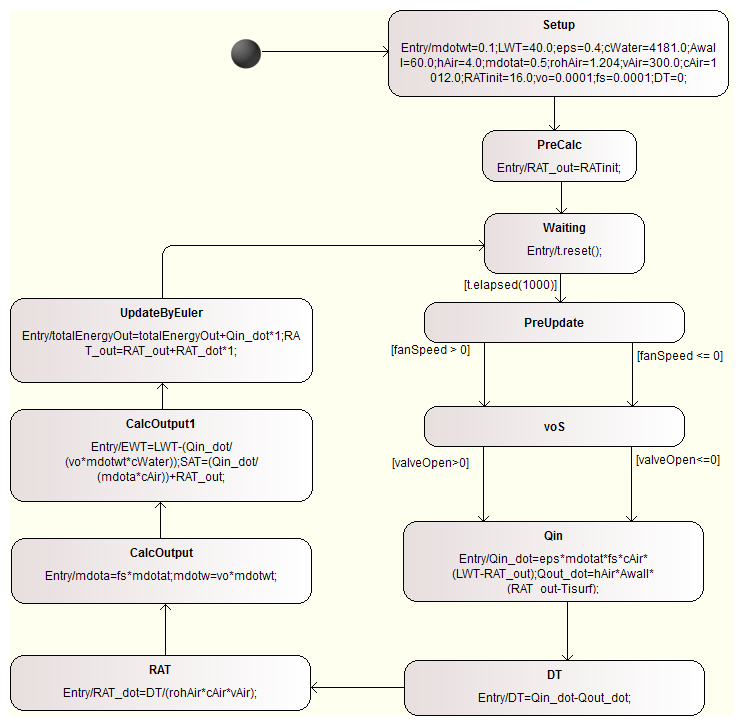 Setup
Entry/mdotwt=0.1;LWT=40.0;eps=0.4;cWater=4181.0;Awal
l=60.0;hAir=4.0;mdotat=0.5;rohAir=1.204;vAir=300.0;cAir=1
012.0;RATinit=16.0;vo=0.0001;fs=0.0001;DT=0;
PreCalc
Entry/RAT_out=RATinit;
Waiting
Entry/t.reset();
[t.elapsed(1000)]
PreUpdate
[fanSpeed > 0]
[fanSpeed <= 0]
voS
[valveOpen>0]
[valveOpen<=0]
Qin
Entry/Qin_dot=eps*mdotat*fs*cAir*
(LWT-RAT_out);Qout_dot=hAir*Awall*
(RAT_out-Tisurf);
DT
Entry/DT=Qin_dot-Qout_dot;
RAT
Entry/RAT_dot=DT/(rohAir*cAir*vAir);
CalcOutput
Entry/mdota=fs*mdotat;mdotw=vo*mdotwt;
CalcOutput1
Entry/EWT=LWT-(Qin_dot/
(vo*mdotwt*cWater));SAT=(Qin_dot/
(mdota*cAir))+RAT_out;
UpdateByEuler
Entry/totalEnergyOut=totalEnergyOut+Qin_dot*1;RA
T_out=RAT_out+RAT_dot*1;